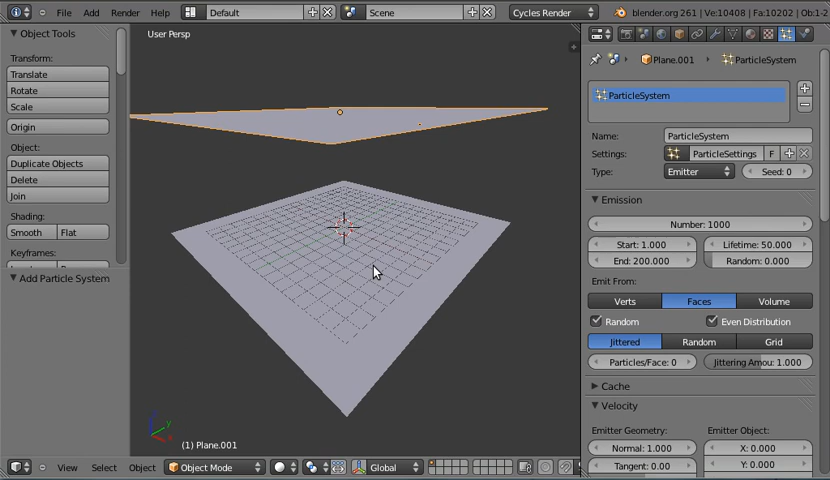 File Add Render Help Default Scene Cycles Render blender.org 261 | Ve:10408 | Fa:10202 | Ob:1-2
Object Tools
Transform:
Translate
Rotate
Scale
Origin
Object:
Duplicate Objects
Delete
Join
Shading:
Smooth Flat
Keyframes:
Add Particle System
User Persp
(1) Plane.001
View Select Object Object Mode Global
Plane.001 ParticleSystem
ParticleSystem
Name: ParticleSystem
Settings: ParticleSettings F
Type: Emitter Seed: 0
Emission
Number: 1000
Start: 1.000 Lifetime: 50.000
End: 200.000 Random: 0.000
Emit From:
Verts Faces Volume
Random Even Distribution
Jittered Random Grid
Particles/Face: 0 Jittering Amou: 1.000
Cache
Velocity
Emitter Geometry: Emitter Object:
Normal: 1.000 X: 0.000
Tangent: 0.00 Y: 0.000